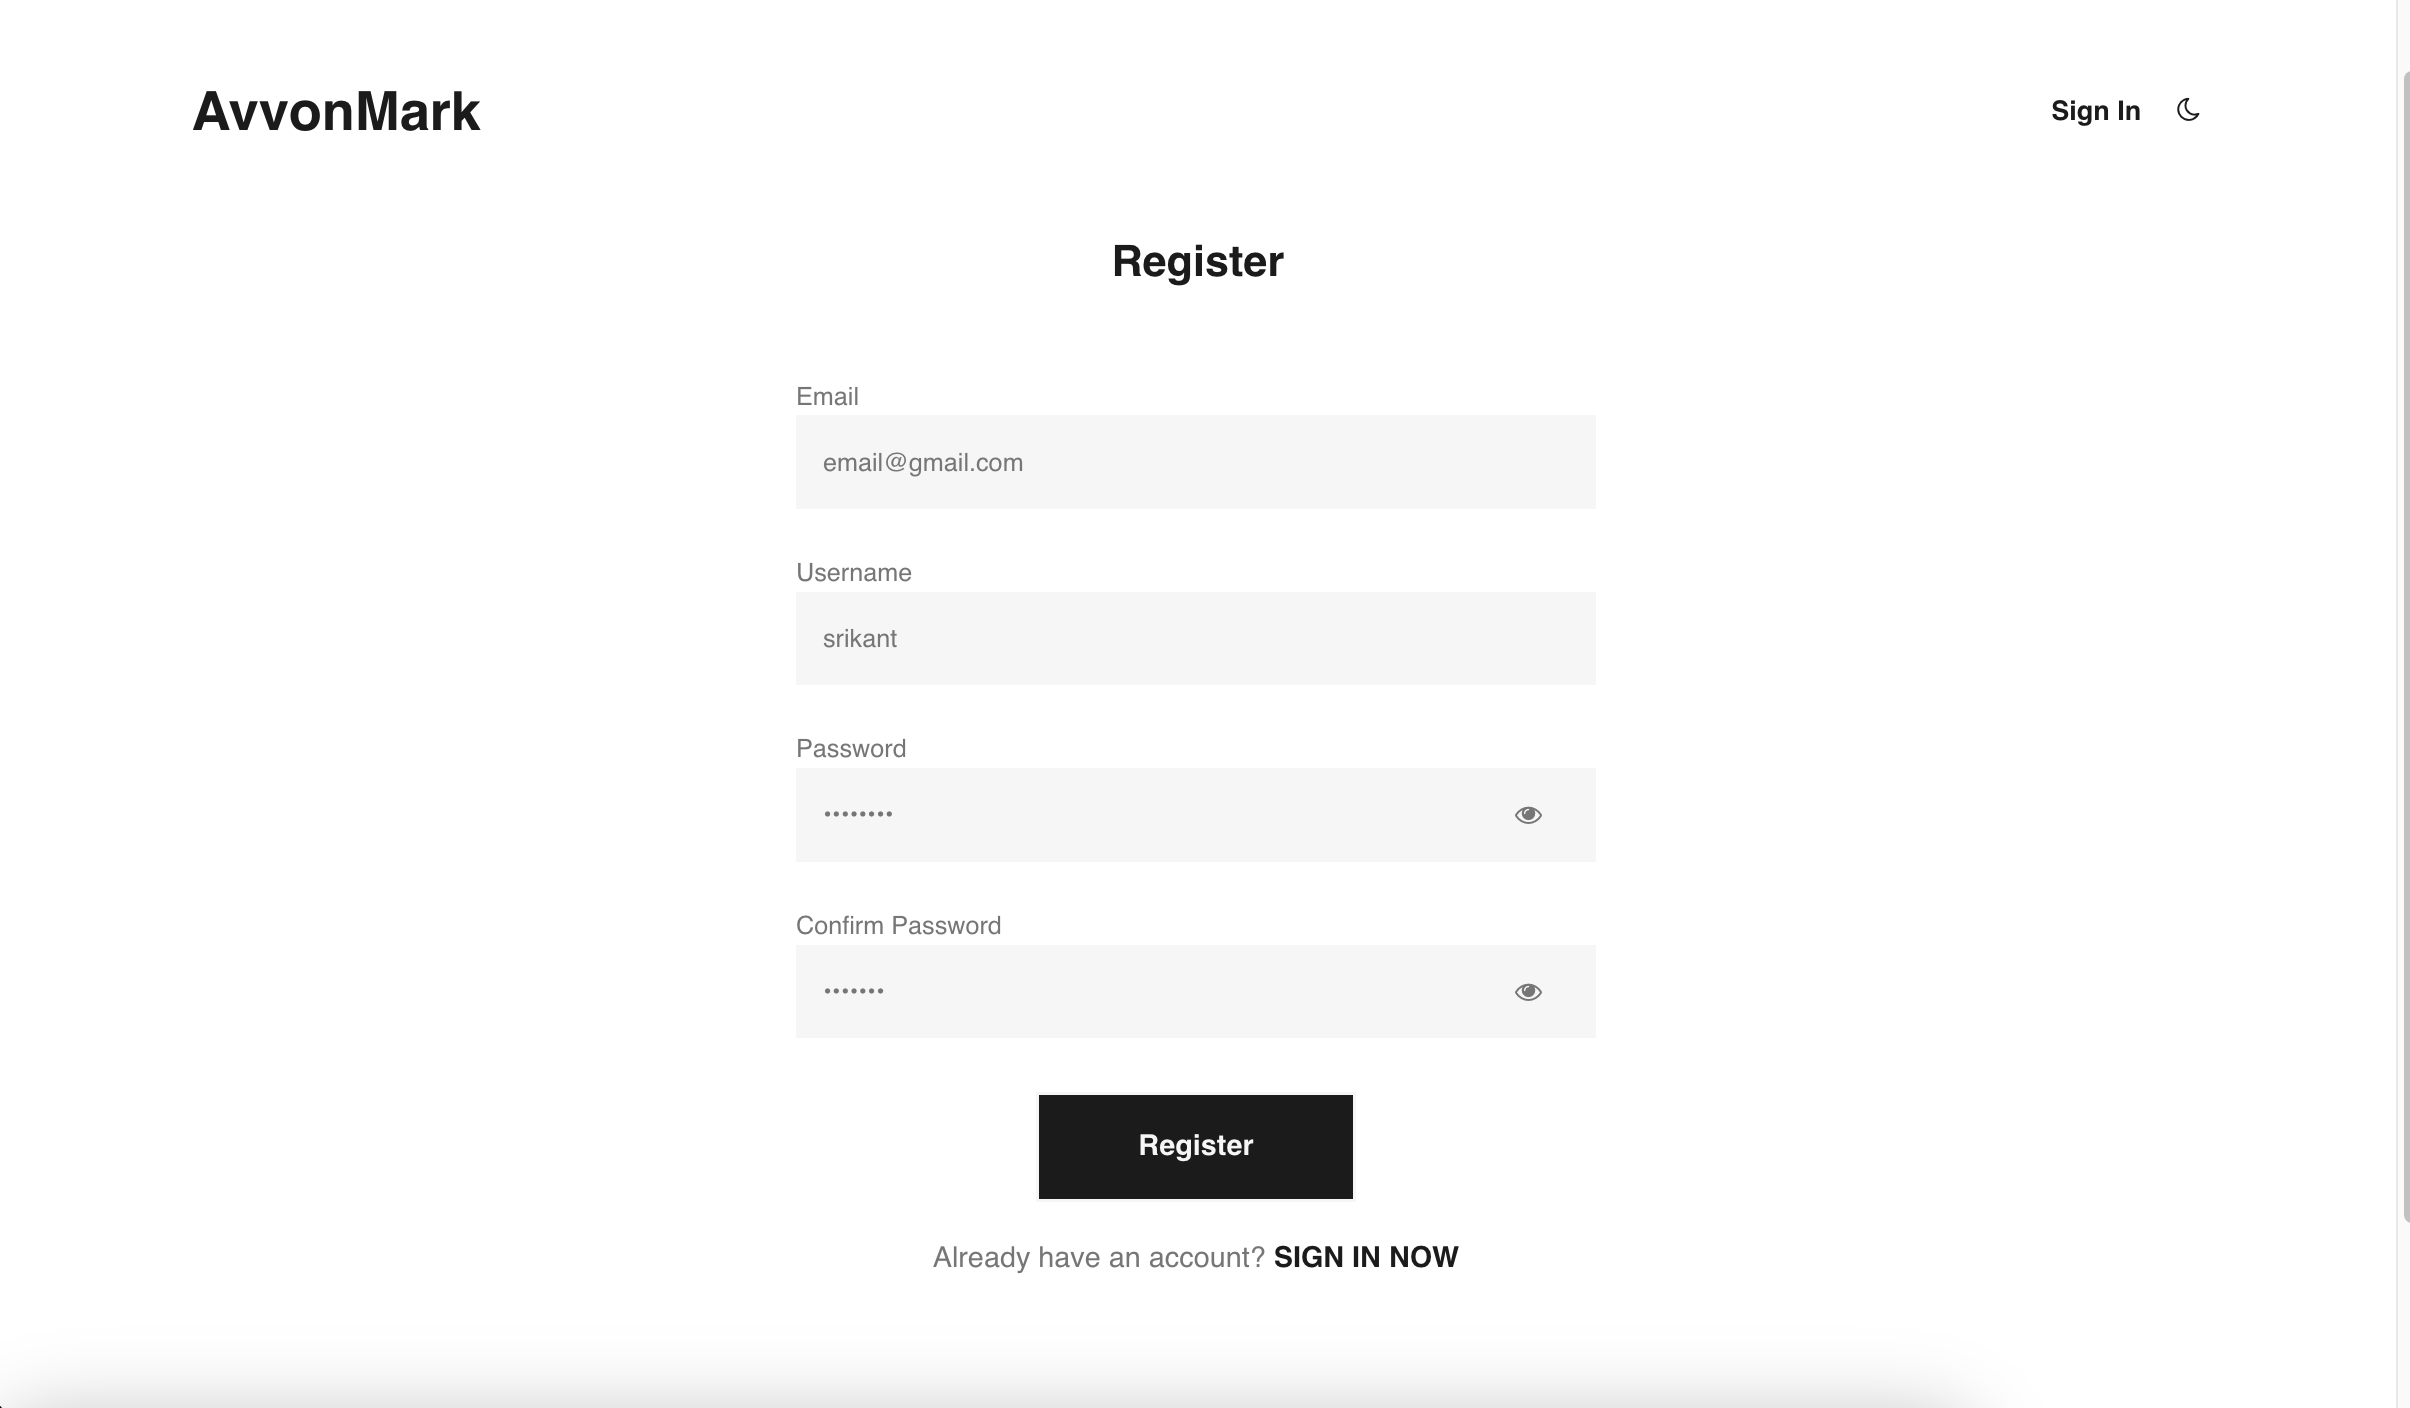 AvvonMark
Sign In
Register
Email
email@gmail.com
Username
srikant
Password
••••••••
Confirm Password
•••••••
Register
Already have an account? SIGN IN NOW